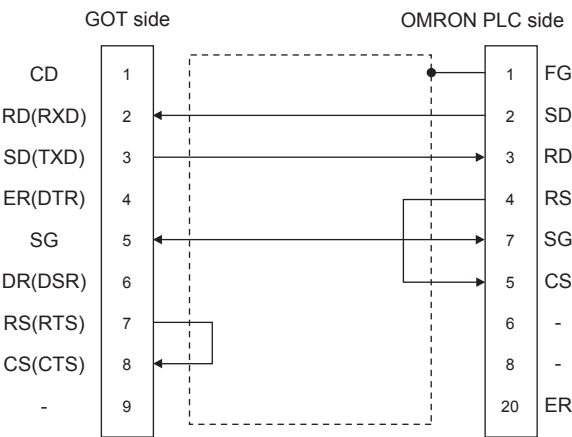 GOT side OMRON PLC side
CD 1 1 FG
RD(RXD) 2 2 SD
SD(TXD) 3 3 RD
ER(DTR) 4 4 RS
SG 5 7 SG
DR(DSR) 6 5 CS
RS(RTS) 7 6 -
CS(CTS) 8 8 -
- 9 20 ER